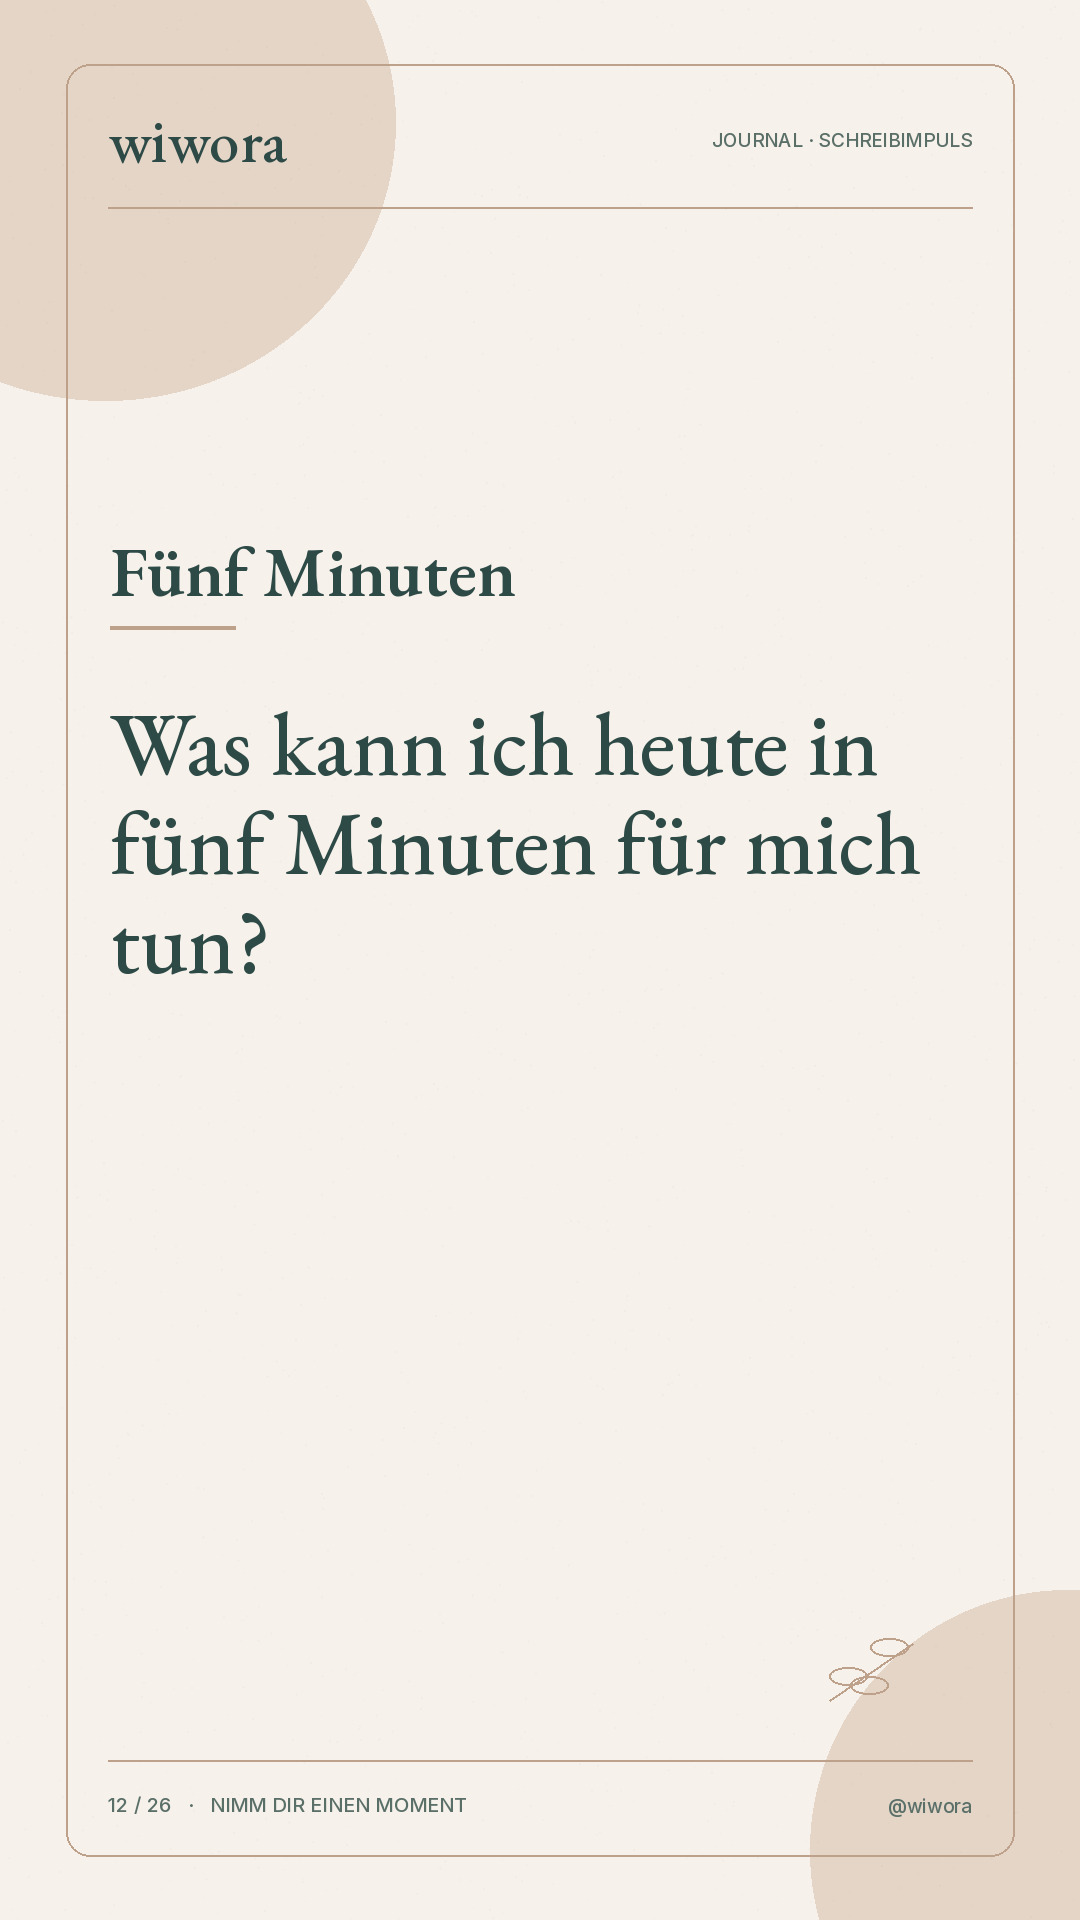 wiwora
JOURNAL · SCHREIBIMPULS
Fünf Minuten
Was kann ich heute in
fünf Minuten für mich
tun?
12 / 26 · NIMM DIR EINEN MOMENT
@wiwora